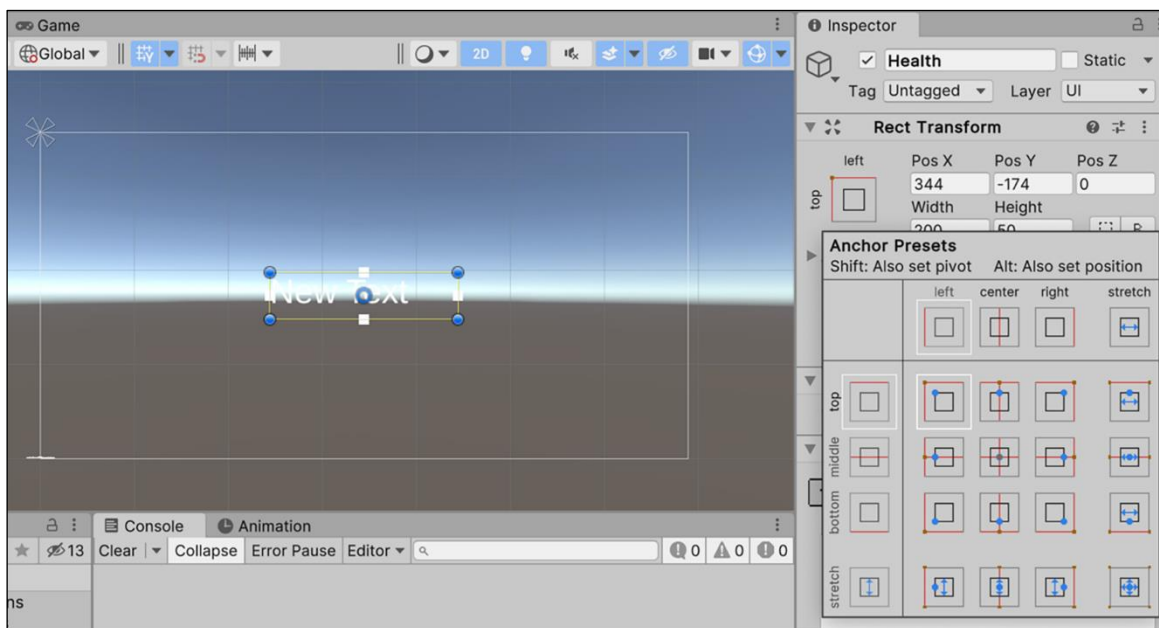 Game
Inspector
Global
2D
Health
Static
Tag Untagged Layer UI
Rect Transform
left Pos X Pos Y Pos Z
top
344 -174 0
Width Height
200 50
R
New Text
Anchor Presets
Shift: Also set pivot Alt: Also set position
left center right stretch
top
middle
bottom
stretch
Console Animation
13 Clear Collapse Error Pause Editor 0 0 0
ns